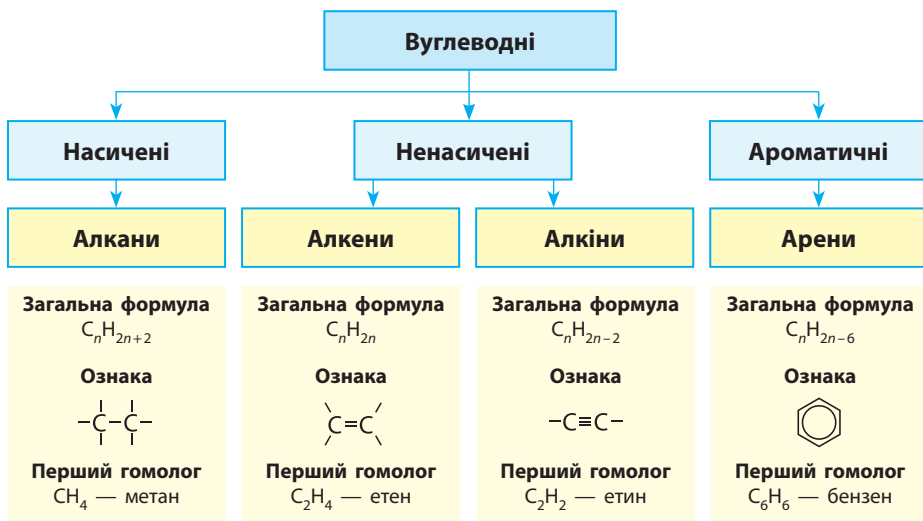 Вуглеводні
Насичені
Ненасичені
Ароматичні
Алкани
Алкени
Алкіни
Арени
Загальна формула
CₙH₂ₙ₊₂
Ознака
–C–C–
Перший гомолог
CH₄ — метан
Загальна формула
CₙH₂ₙ
Ознака
C=C
Перший гомолог
C₂H₄ — етен
Загальна формула
CₙH₂ₙ₋₂
Ознака
–C≡C–
Перший гомолог
C₂H₂ — етин
Загальна формула
CₙH₂ₙ₋₆
Ознака
Перший гомолог
C₆H₆ — бензен